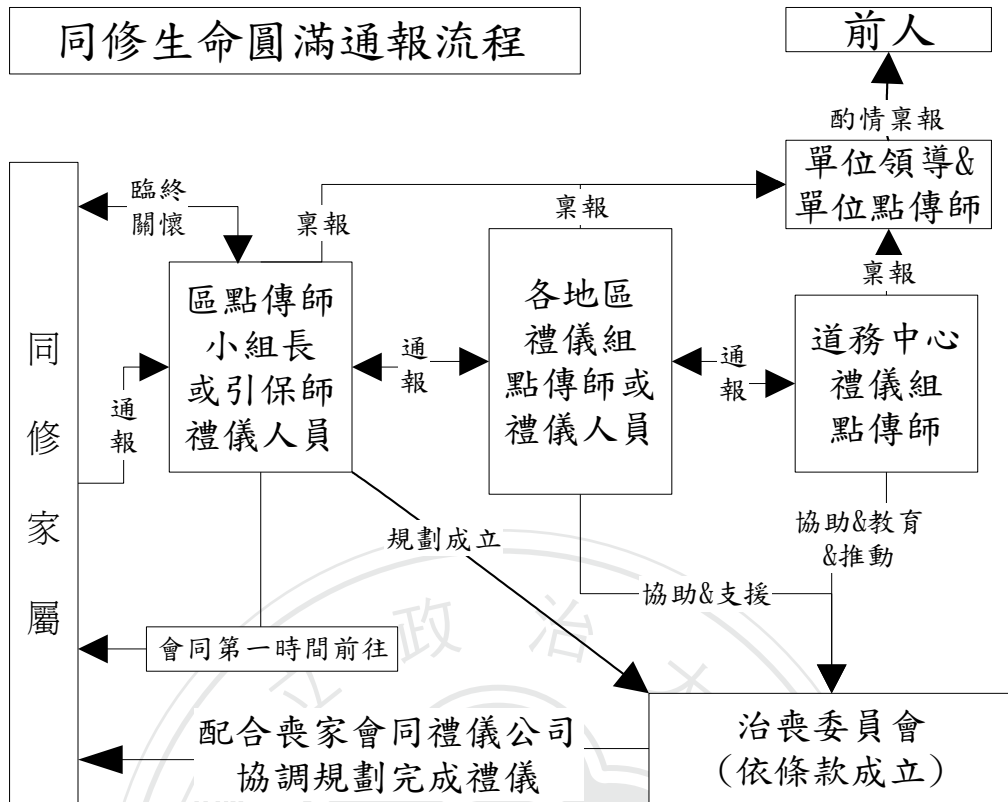 同修生命圓滿通報流程
前人
酌情稟報
單位領導&
單位點傳師
臨終
關懷
稟報
稟報
稟報
區點傳師
小組長
或引保師
禮儀人員
各地區
禮儀組
點傳師或
禮儀人員
道務中心
禮儀組
點傳師
同修家屬
通報
通報
通報
規劃成立
協助&教育
&推動
協助&支援
會同第一時間前往
配合喪家會同禮儀公司
協調規劃完成禮儀
治喪委員會
(依條款成立)
立政治大